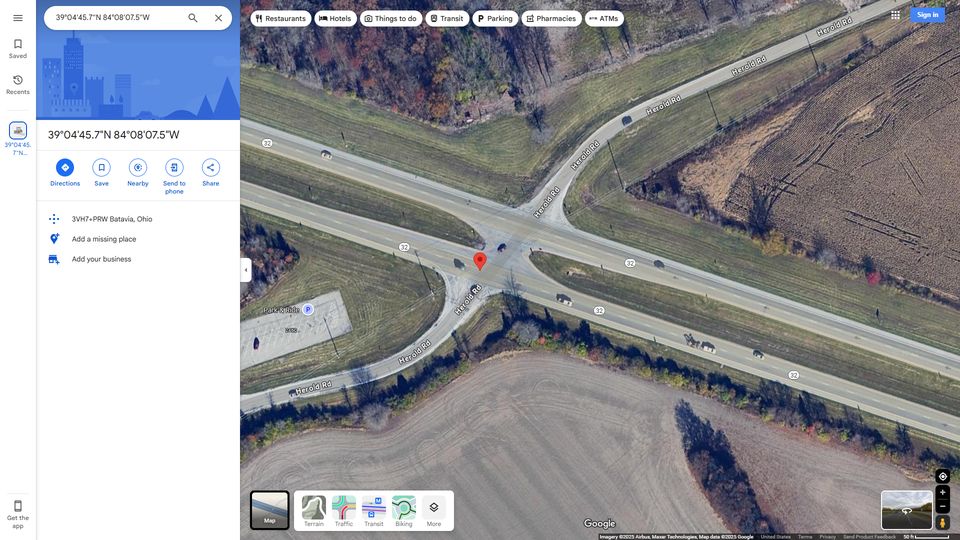 39°04'45.7"N 84°08'07.5"W
Restaurants
Hotels
Things to do
Transit
Parking
Pharmacies
ATMs
Sign in
Saved
Recents
39°04'45.
7"N...
39°04'45.7"N 84°08'07.5"W
Directions
Save
Nearby
Send to
phone
Share
3VH7+PRW Batavia, Ohio
Add a missing place
Add your business
Get the
app
Herold Rd
Herold Rd
Herold Rd
Herold Rd
Herold Rd
32
32
32
32
32
Herold Rd
Herold Rd
Herold Rd
Park & Ride
P
Map
Terrain
Traffic
Transit
Biking
More
Google
Imagery ©2025 Airbus, Maxar Technologies, Map data ©2025 Google
United States
Terms
Privacy
Send Product Feedback
50 ft